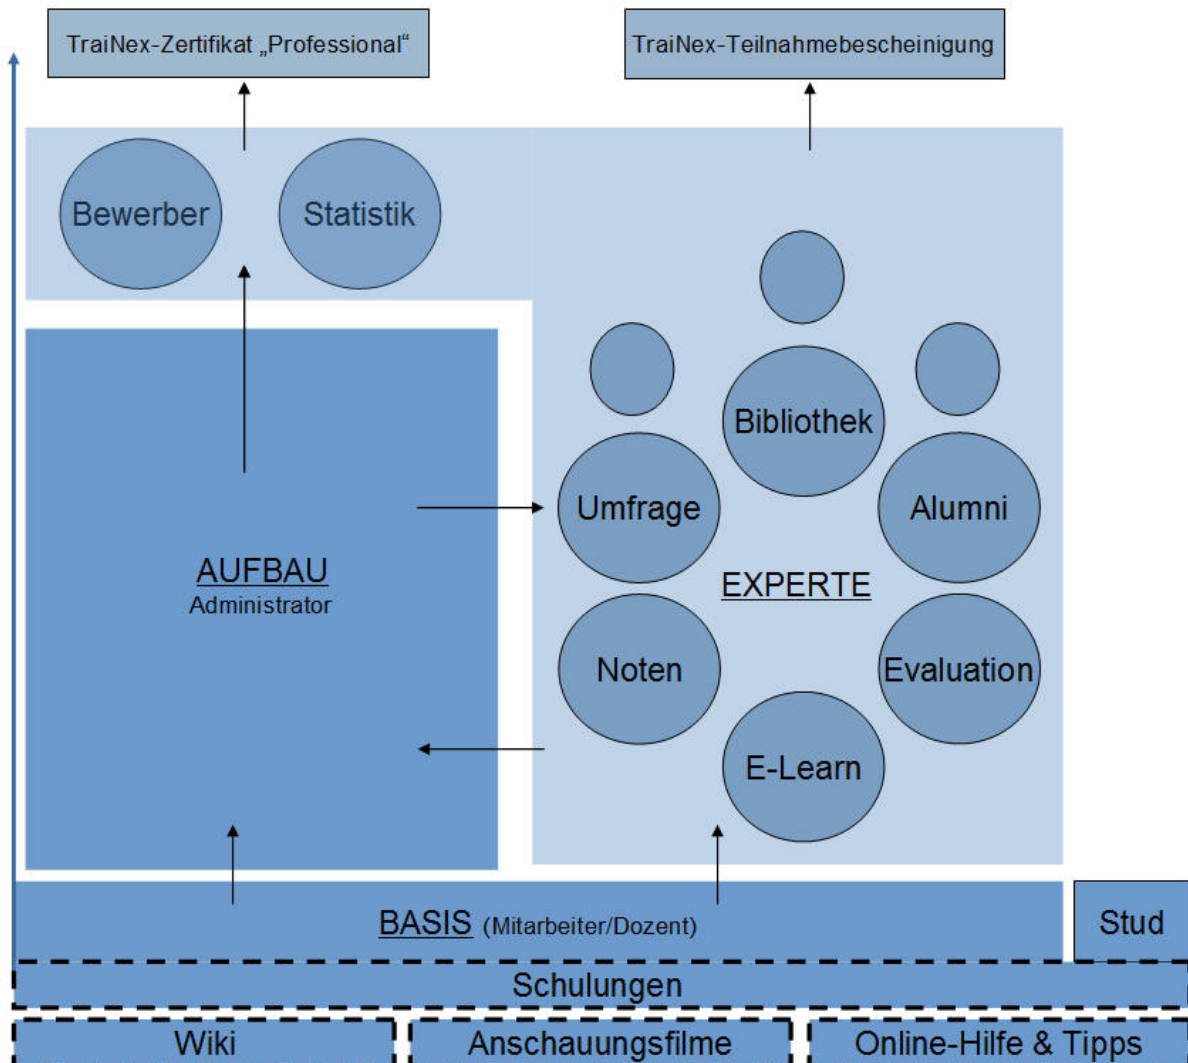 TraiNex-Zertifikat „Professional“
TraiNex-Teilnahmebescheinigung
Bewerber
Statistik
Bibliothek
Umfrage
Alumni
AUFBAU
Administrator
EXPERTE
Noten
Evaluation
E-Learn
BASIS (Mitarbeiter/Dozent)
Stud
Schulungen
Wiki
Anschauungsfilme
Online-Hilfe & Tipps